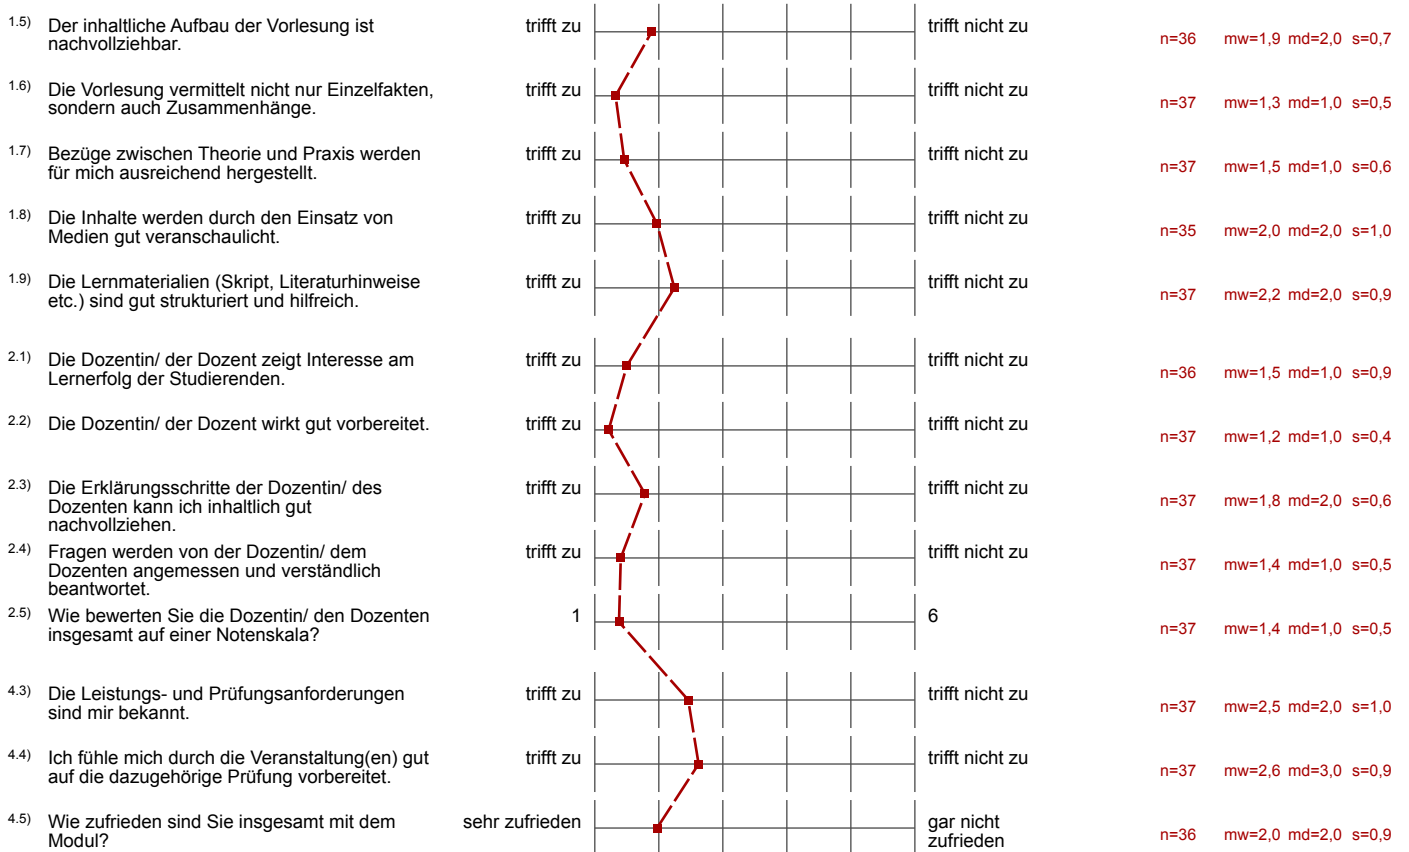 1.5) Der inhaltliche Aufbau der Vorlesung ist trifft zu trifft nicht zu
nachvollziehbar. n=36 mw=1,9 md=2,0 s=0,7
1.6) Die Vorlesung vermittelt nicht nur Einzelfakten, trifft zu trifft nicht zu
sondern auch Zusammenhänge. n=37 mw=1,3 md=1,0 s=0,5
1.7) Bezüge zwischen Theorie und Praxis werden trifft zu trifft nicht zu
für mich ausreichend hergestellt. n=37 mw=1,5 md=1,0 s=0,6
1.8) Die Inhalte werden durch den Einsatz von trifft zu trifft nicht zu
Medien gut veranschaulicht. n=35 mw=2,0 md=2,0 s=1,0
1.9) Die Lernmaterialien (Skript, Literaturhinweise trifft zu trifft nicht zu
etc.) sind gut strukturiert und hilfreich. n=37 mw=2,2 md=2,0 s=0,9
2.1) Die Dozentin/ der Dozent zeigt Interesse am trifft zu trifft nicht zu
Lernerfolg der Studierenden. n=36 mw=1,5 md=1,0 s=0,9
2.2) Die Dozentin/ der Dozent wirkt gut vorbereitet. trifft zu trifft nicht zu
n=37 mw=1,2 md=1,0 s=0,4
2.3) Die Erklärungsschritte der Dozentin/ des trifft zu trifft nicht zu
Dozenten kann ich inhaltlich gut n=37 mw=1,8 md=2,0 s=0,6
nachvollziehen.
2.4) Fragen werden von der Dozentin/ dem trifft zu trifft nicht zu
Dozenten angemessen und verständlich n=37 mw=1,4 md=1,0 s=0,5
beantwortet.
2.5) Wie bewerten Sie die Dozentin/ den Dozenten 1 6
insgesamt auf einer Notenskala? n=37 mw=1,4 md=1,0 s=0,5
4.3) Die Leistungs- und Prüfungsanforderungen trifft zu trifft nicht zu
sind mir bekannt. n=37 mw=2,5 md=2,0 s=1,0
4.4) Ich fühle mich durch die Veranstaltung(en) gut trifft zu trifft nicht zu
auf die dazugehörige Prüfung vorbereitet. n=37 mw=2,6 md=3,0 s=0,9
4.5) Wie zufrieden sind Sie insgesamt mit dem sehr zufrieden gar nicht
Modul? zufrieden n=36 mw=2,0 md=2,0 s=0,9